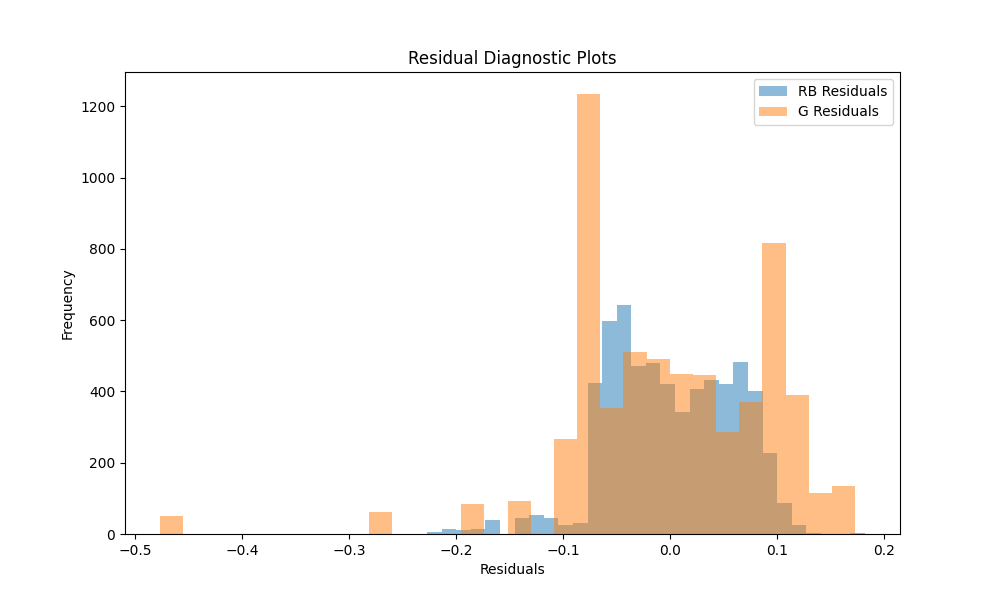 Residual Diagnostic Plots
RB Residuals
G Residuals
1200
1000
800
600
400
200
0
Frequency
−0.5 −0.4 −0.3 −0.2 −0.1 0.0 0.1 0.2
Residuals